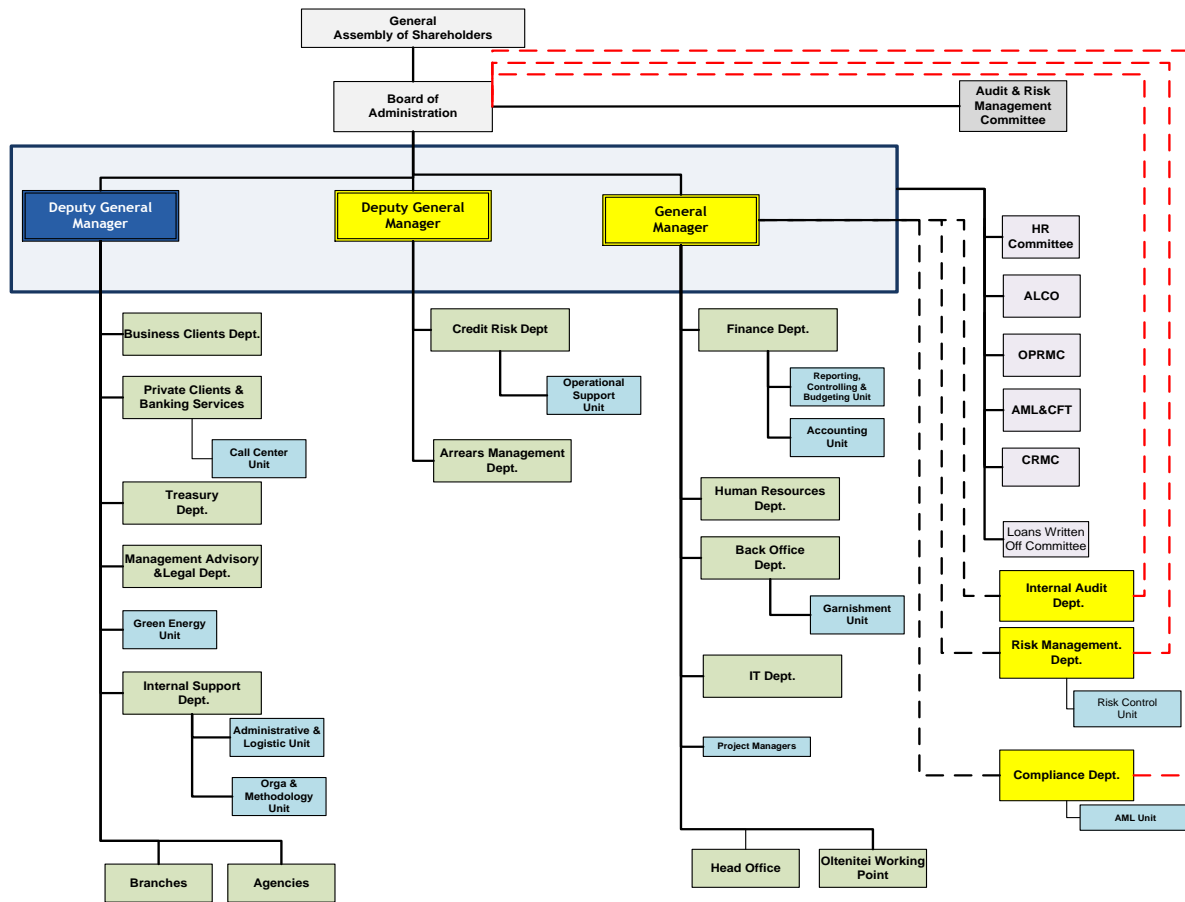 General
Assembly of Shareholders
Board of
Administration
Audit & Risk
Management
Committee
Deputy General
Manager
Deputy General
Manager
General
Manager
HR
Committee
ALCO
OPRMC
AML&CFT
CRMC
Loans Written
Off Committee
Business Clients Dept.
Private Clients &
Banking Services
Call Center
Unit
Treasury
Dept.
Management Advisory
&Legal Dept.
Green Energy
Unit
Internal Support
Dept.
Administrative &
Logistic Unit
Orga &
Methodology
Unit
Branches
Agencies
Credit Risk Dept
Operational
Support
Unit
Arrears Management
Dept.
Finance Dept.
Reporting,
Controlling &
Budgeting Unit
Accounting
Unit
Human Resources
Dept.
Back Office
Dept.
Garnishment
Unit
IT Dept.
Project Managers
Head Office
Oltenitei Working
Point
Internal Audit
Dept.
Risk Management.
Dept.
Risk Control
Unit
Compliance Dept.
AML Unit